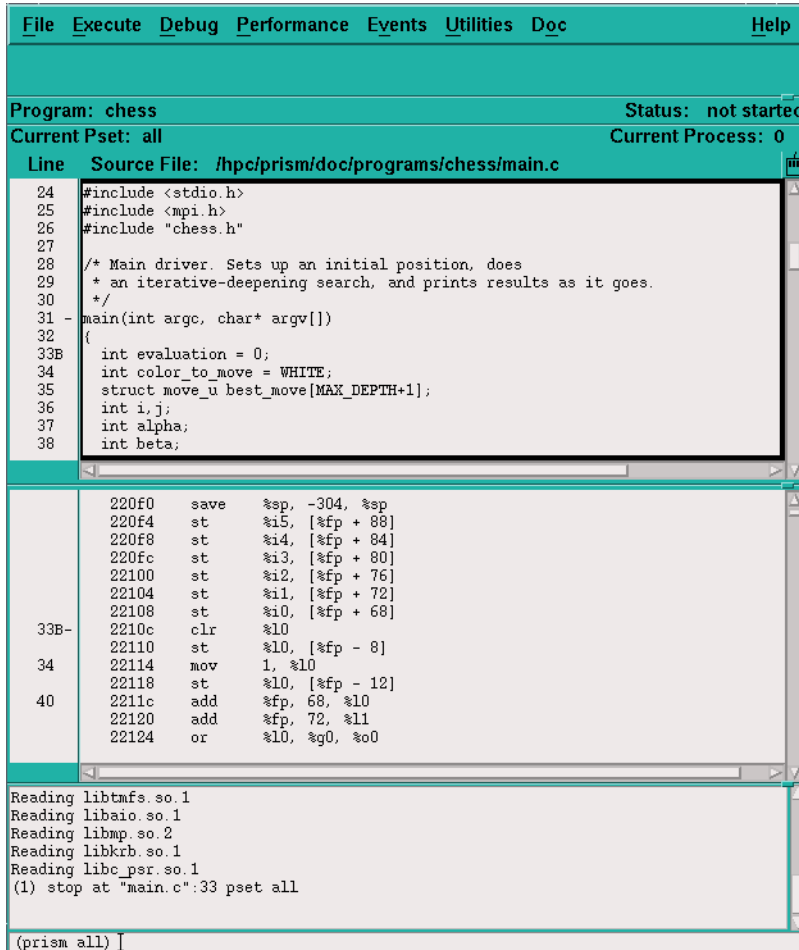 File Execute Debug Performance Events Utilities Doc Help
Program: chess Status: not started
Current Pset: all Current Process: 0
Line Source File: /hpc/prism/doc/programs/chess/main.c
24 #include <stdio.h>
25 #include <mpi.h>
26 #include "chess.h"
27
28 /* Main driver. Sets up an initial position, does
29 * an iterative-deepening search, and prints results as it goes.
30 */
31 - main(int argc, char* argv[])
32 {
33B int evaluation = 0;
34 int color_to_move = WHITE;
35 struct move_u best_move[MAX_DEPTH+1];
36 int i,j;
37 int alpha;
38 int beta;
220f0 save %sp, -304, %sp
220f4 st %i5, [%fp + 88]
220f8 st %i4, [%fp + 84]
220fc st %i3, [%fp + 80]
22100 st %i2, [%fp + 76]
22104 st %i1, [%fp + 72]
22108 st %i0, [%fp + 68]
33B- 2210c clr %l0
22110 st %l0, [%fp - 8]
34 22114 mov 1, %l0
22118 st %l0, [%fp - 12]
40 2211c add %fp, 68, %l0
22120 add %fp, 72, %l1
22124 or %l0, %g0, %o0
Reading libtmfs.so.1
Reading libaio.so.1
Reading libmp.so.2
Reading libkrb.so.1
Reading libc_psr.so.1
(1) stop at "main.c":33 pset all
(prism all)